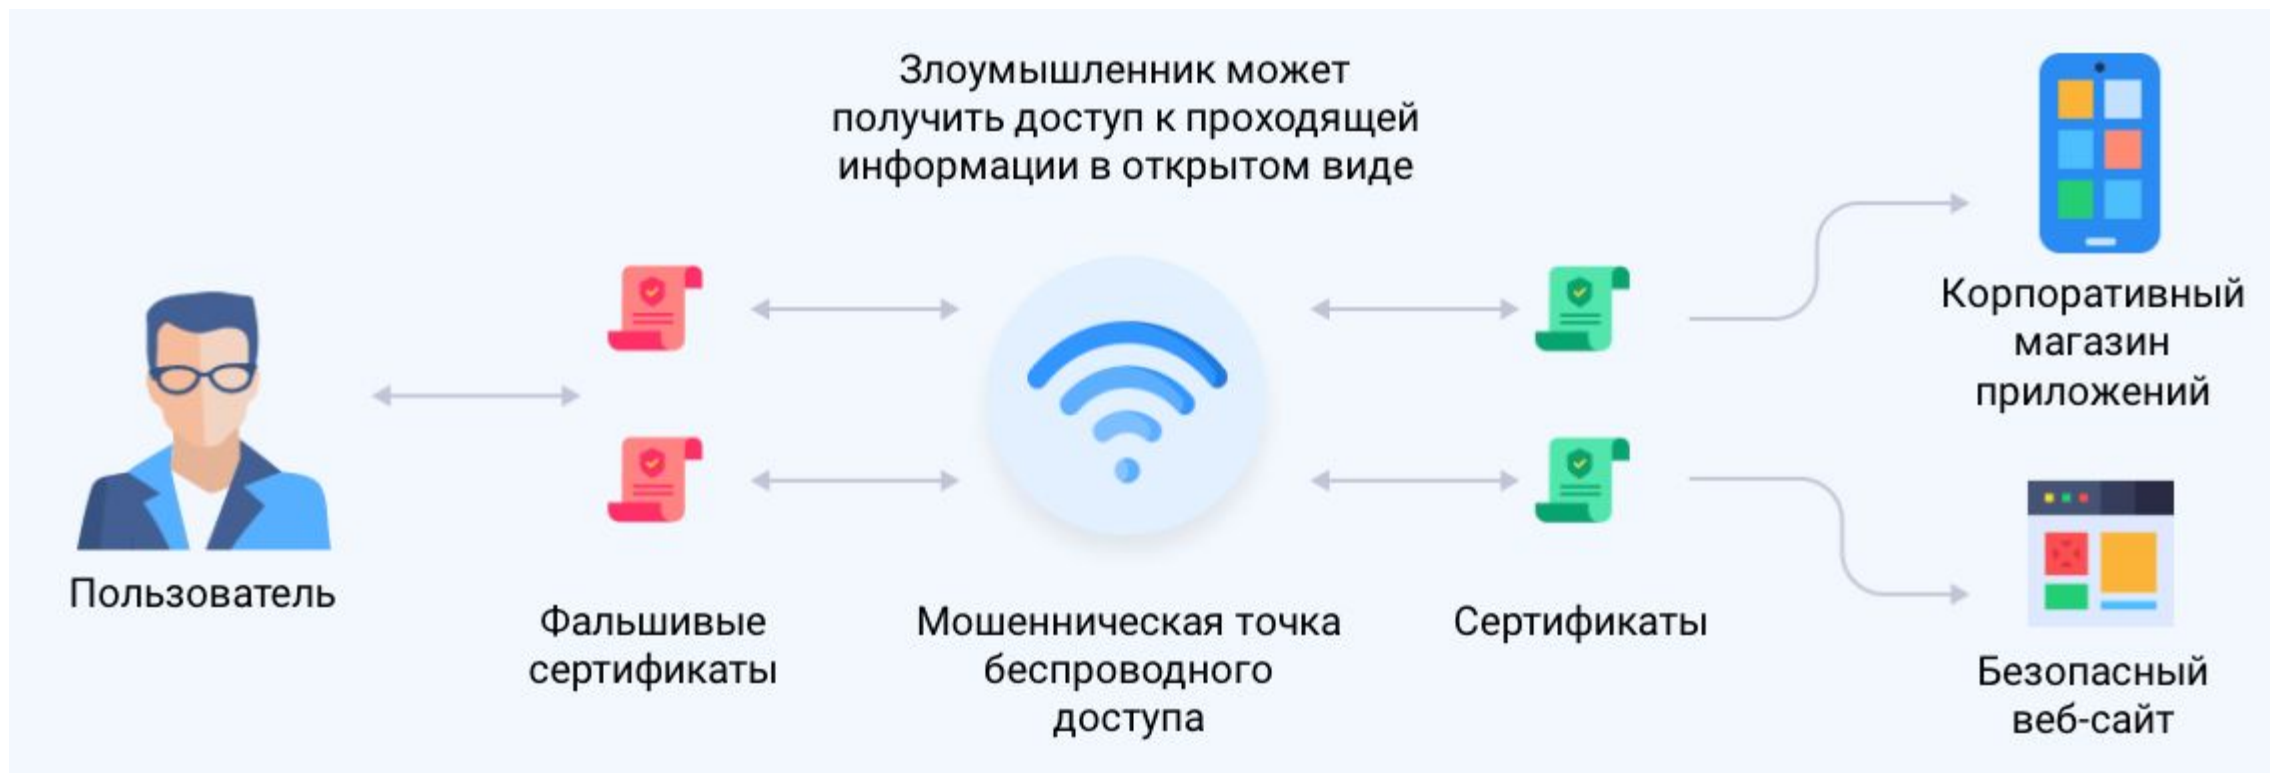 Злоумышленник может
получить доступ к проходящей
информации в открытом виде
Пользователь
Фальшивые
сертификаты
Мошенническая точка
беспроводного
доступа
Сертификаты
Корпоративный
магазин
приложений
Безопасный
веб-сайт